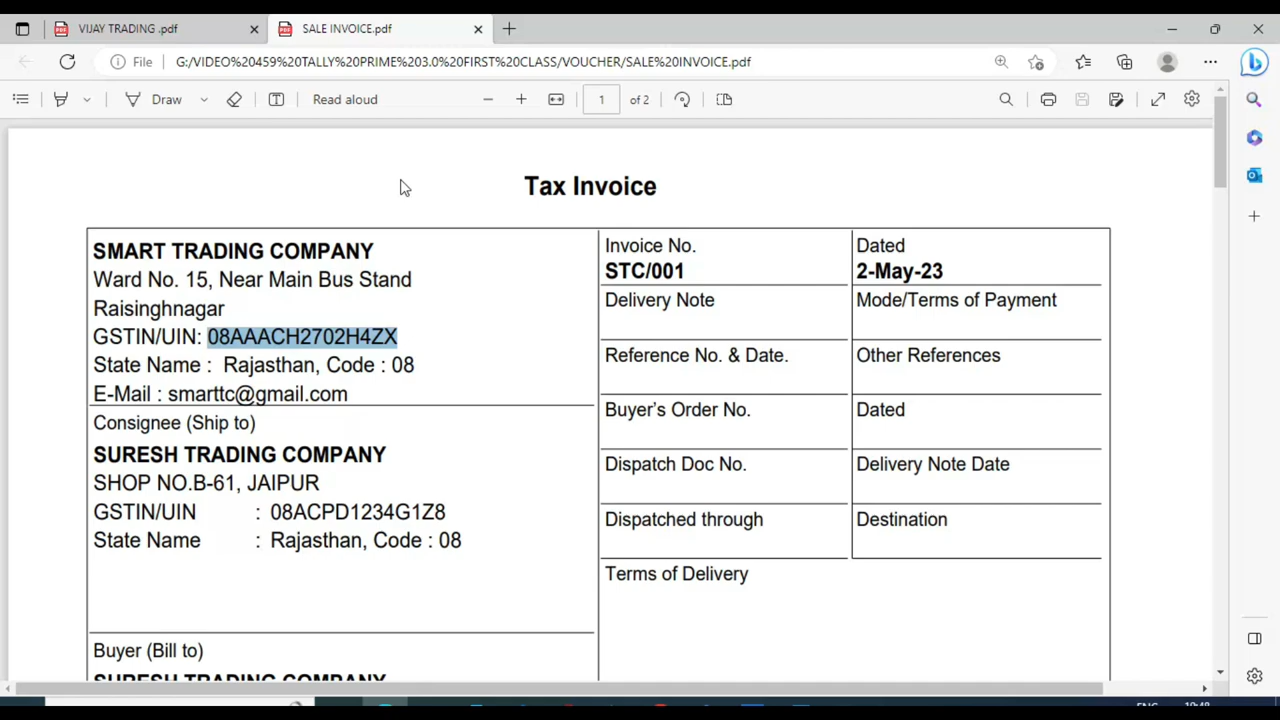 VIJAY TRADING .pdf
SALE INVOICE.pdf
File
G:/VIDEO%20459%20TALLY%20PRIME%203.0%20FIRST%20CLASS/VOUCHER/SALE%20INVOICE.pdf
Draw
Read aloud
1 of 2
Tax Invoice
SMART TRADING COMPANY
Ward No. 15, Near Main Bus Stand
Raisinghnagar
GSTIN/UIN: 08AAACH2702H4ZX
State Name : Rajasthan, Code : 08
E-Mail : smarttc@gmail.com
Invoice No.
STC/001
Dated
2-May-23
Delivery Note
Mode/Terms of Payment
Reference No. & Date.
Other References
Buyer's Order No.
Dated
Dispatch Doc No.
Delivery Note Date
Dispatched through
Destination
Terms of Delivery
Consignee (Ship to)
SURESH TRADING COMPANY
SHOP NO.B-61, JAIPUR
GSTIN/UIN : 08ACPD1234G1Z8
State Name : Rajasthan, Code : 08
Buyer (Bill to)
SURESH TRADING COMPANY